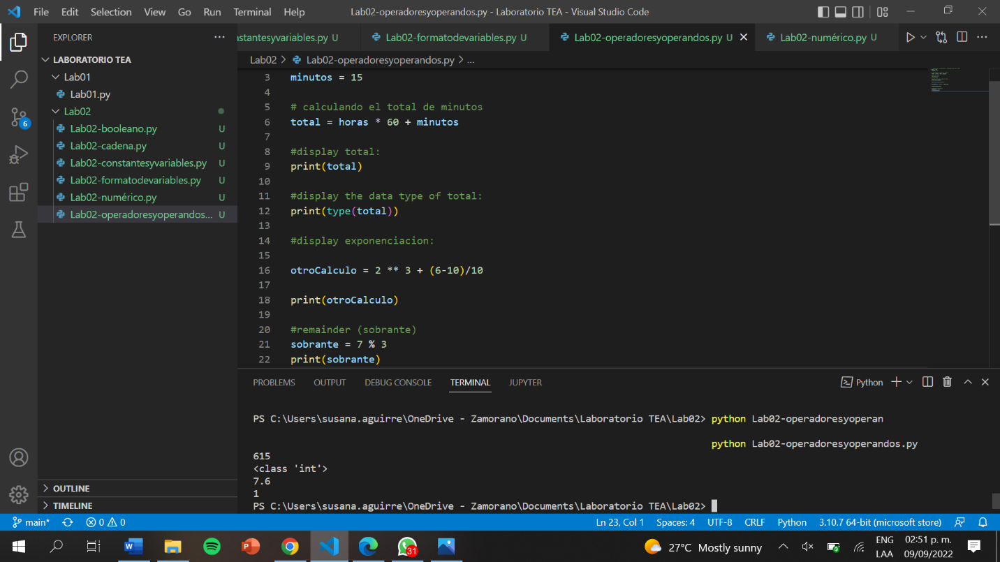 File Edit Selection View Go Run Terminal Help Lab02-operadoresyoperandos.py - Laboratorio TEA - Visual Studio Code
EXPLORER ···
stantesyvariables.py U Lab02-formatodevariables.py U Lab02-operadoresyoperandos.py U Lab02-numérico.py U
LABORATORIO TEA
Lab01
Lab01.py
Lab02
Lab02-booleano.py U
Lab02-cadena.py U
Lab02-constantesyvariables.py U
Lab02-formatodevariables.py U
Lab02-numérico.py U
Lab02-operadoresyoperandos... U
6
OUTLINE
TIMELINE
Lab02 > Lab02-operadoresyoperandos.py > ...
3 minutos = 15
4
5 # calculando el total de minutos
6 total = horas * 60 + minutos
7
8 #display total:
9 print(total)
10
11 #display the data type of total:
12 print(type(total))
13
14 #display exponenciacion:
15
16 otroCalculo = 2 ** 3 + (6-10)/10
17
18 print(otroCalculo)
19
20 #remainder (sobrante)
21 sobrante = 7 % 3
22 print(sobrante)
PROBLEMS OUTPUT DEBUG CONSOLE TERMINAL JUPYTER Python
PS C:\Users\susana.aguirre\OneDrive - Zamorano\Documents\Laboratorio TEA\Lab02> python Lab02-operadoresyoperan
python Lab02-operadoresyoperandos.py
615
<class 'int'>
7.6
1
PS C:\Users\susana.aguirre\OneDrive - Zamorano\Documents\Laboratorio TEA\Lab02>
main* 0 0 Ln 23, Col 1 Spaces: 4 UTF-8 CRLF Python 3.10.7 64-bit (microsoft store)
31 27°C Mostly sunny ENG 02:51 p. m.
LAA 09/09/2022